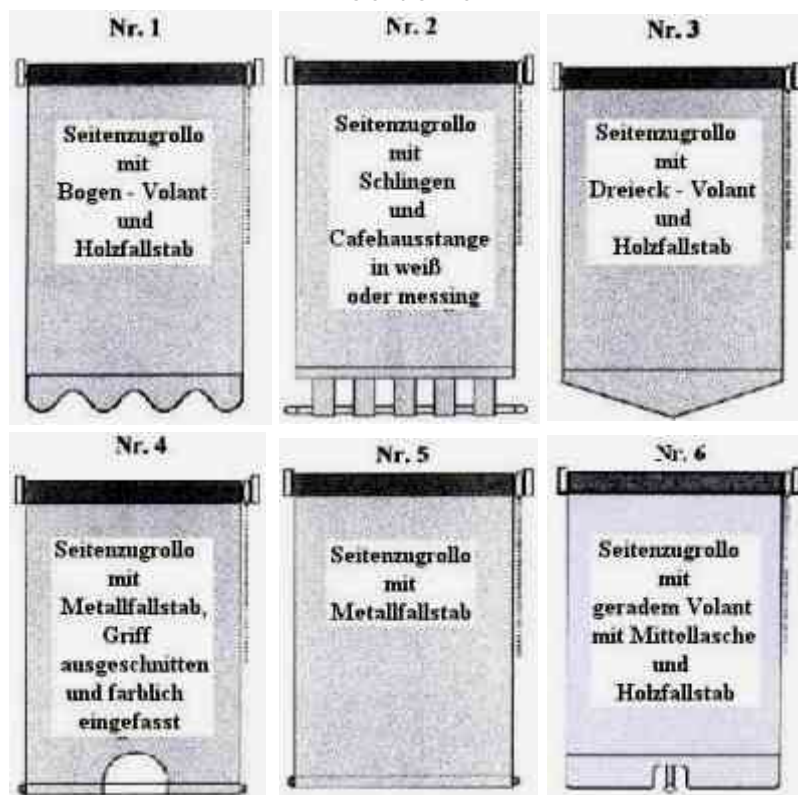 Nr. 1
Seitenzugrollo
mit
Bogen - Volant
und
Holzfallstab
Nr. 2
Seitenzugrollo
mit
Schlingen
und
Cafehausstange
in weiß
oder messing
Nr. 3
Seitenzugrollo
mit
Dreieck - Volant
und
Holzfallstab
Nr. 4
Seitenzugrollo
mit
Metallfallstab,
Griff
ausgeschnitten
und farblich
eingefasst
Nr. 5
Seitenzugrollo
mit
Metallfallstab
Nr. 6
Seitenzugrollo
mit
geradem Volant
mit Mittellasche
und
Holzfallstab